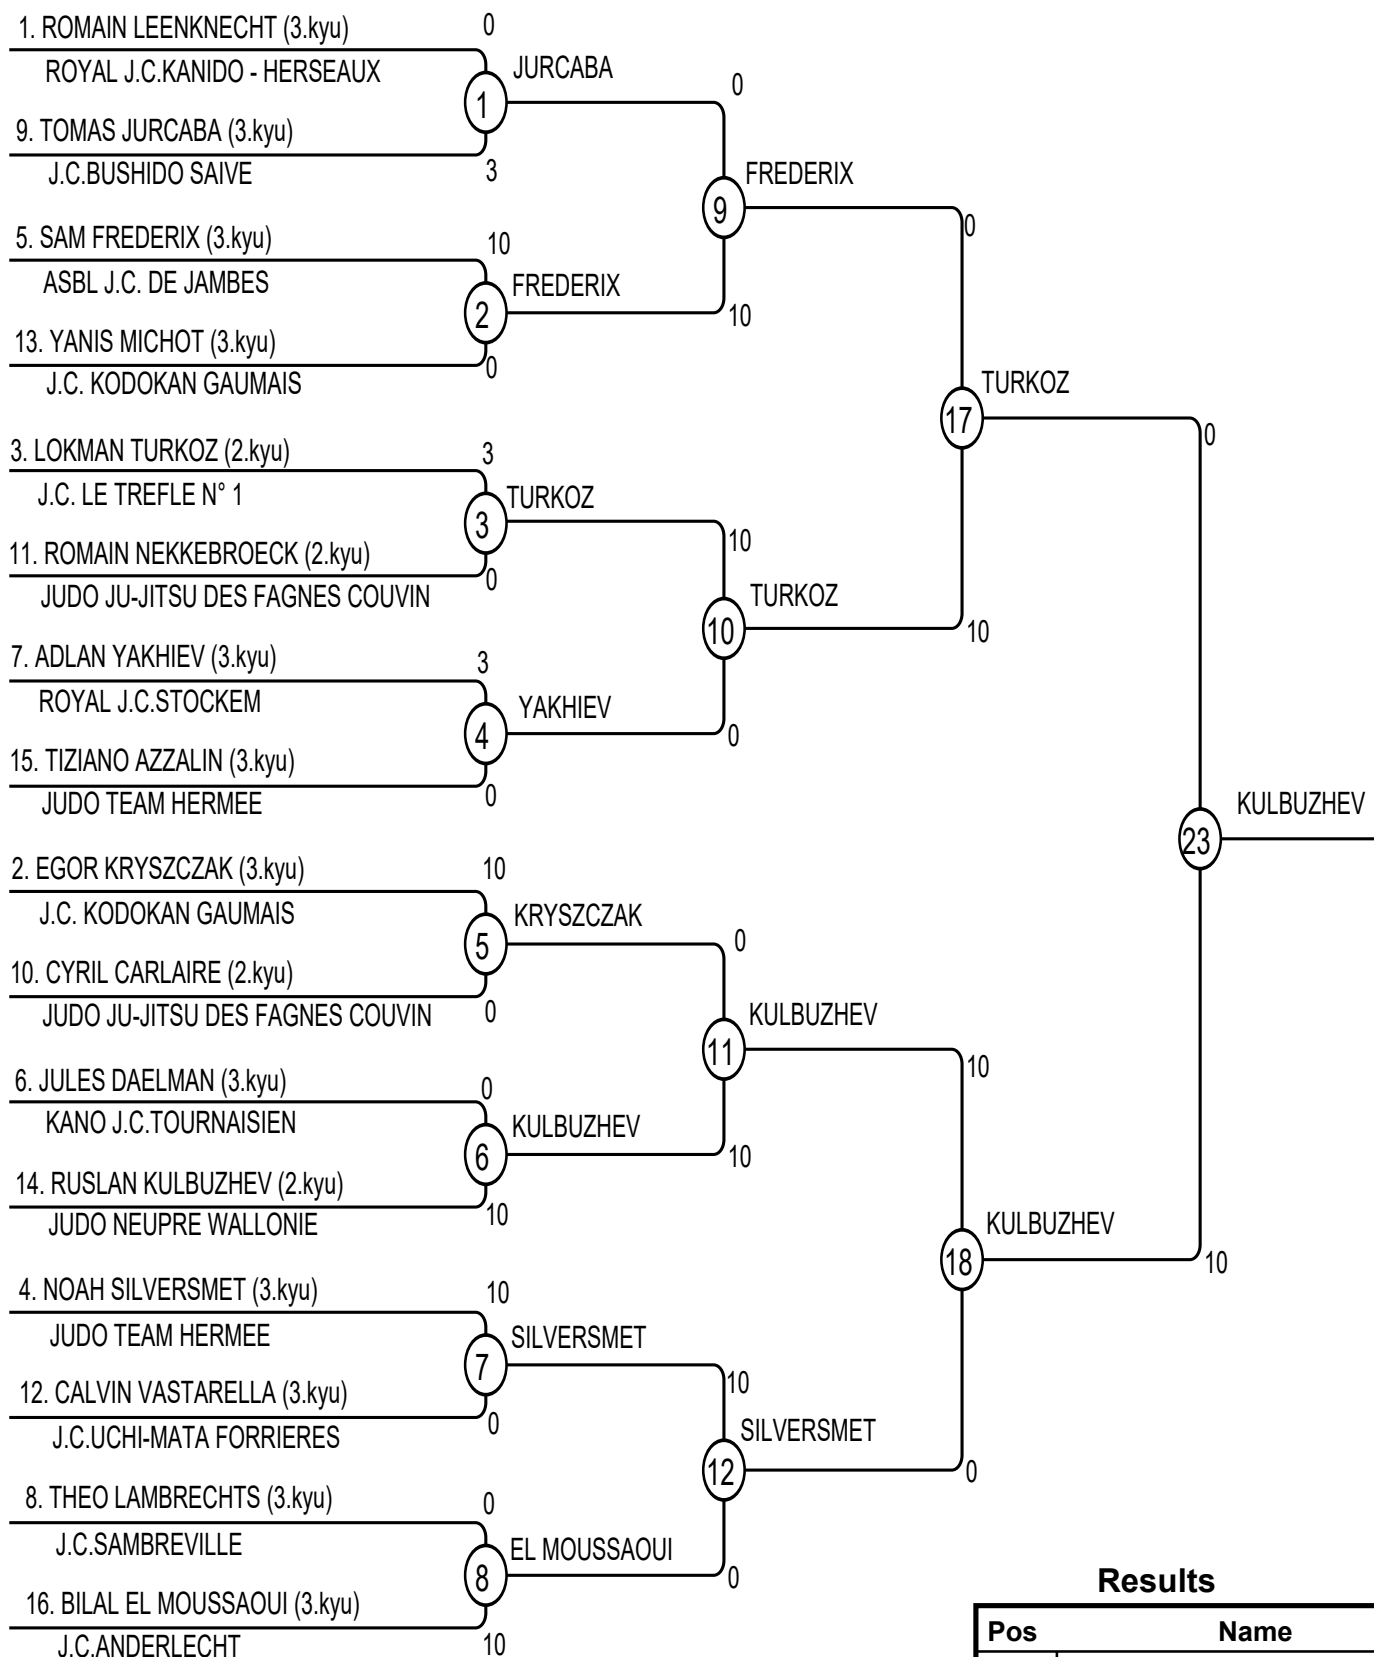 1. ROMAIN LEENKNECHT (3.kyu)
0
ROYAL J.C.KANIDO - HERSEAUX
1
JURCABA
9. TOMAS JURCABA (3.kyu)
J.C.BUSHIDO SAIVE
3
0
9
FREDERIX
5. SAM FREDERIX (3.kyu)
10
ASBL J.C. DE JAMBES
2
FREDERIX
13. YANIS MICHOT (3.kyu)
J.C. KODOKAN GAUMAIS
0
10
0
17
TURKOZ
3. LOKMAN TURKOZ (2.kyu)
3
J.C. LE TREFLE N° 1
3
TURKOZ
11. ROMAIN NEKKEBROECK (2.kyu)
JUDO JU-JITSU DES FAGNES COUVIN
0
10
10
TURKOZ
7. ADLAN YAKHIEV (3.kyu)
3
ROYAL J.C.STOCKEM
4
YAKHIEV
15. TIZIANO AZZALIN (3.kyu)
JUDO TEAM HERMEE
0
0
10
0
23
KULBUZHEV
2. EGOR KRYSZCZAK (3.kyu)
10
J.C. KODOKAN GAUMAIS
5
KRYSZCZAK
10. CYRIL CARLAIRE (2.kyu)
JUDO JU-JITSU DES FAGNES COUVIN
0
0
11
KULBUZHEV
6. JULES DAELMAN (3.kyu)
0
KANO J.C.TOURNAISIEN
6
KULBUZHEV
14. RUSLAN KULBUZHEV (2.kyu)
JUDO NEUPRE WALLONIE
10
10
10
18
KULBUZHEV
10
4. NOAH SILVERSMET (3.kyu)
10
JUDO TEAM HERMEE
7
SILVERSMET
12. CALVIN VASTARELLA (3.kyu)
J.C.UCHI-MATA FORRIERES
0
10
12
SILVERSMET
0
8. THEO LAMBRECHTS (3.kyu)
0
J.C.SAMBREVILLE
8
EL MOUSSAOUI
16. BILAL EL MOUSSAOUI (3.kyu)
J.C.ANDERLECHT
10
0
Results
Pos Name